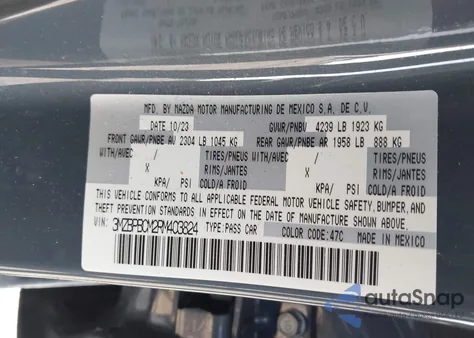 MFD. BY MAZDA MOTOR MANUFACTURING DE MEXICO S.A. DE C.V.
DATE 10/23 GVWR/PNBV 4239 LB 1923 KG
FRONT GAWR/PNBE AV 2304 LB 1045 KG REAR GAWR/PNBE AR 1958 LB 888 KG
WITH/AVEC / TIRES/PNEUS WITH/AVEC / TIRES/PNEUS
X RIMS/JANTES X RIMS/JANTES
KPA/ PSI COLD/A FROID KPA/ PSI COLD/A FROID
THIS VEHICLE CONFORMS TO ALL APPLICABLE FEDERAL MOTOR VEHICLE SAFETY, BUMPER, AND
THEFT PREVENTION STANDARDS IN EFFECT ON THE DATE OF MANUFACTURE SHOWN ABOVE.
VIN: 3MZBPBCM2RM403824 TYPE:PASS CAR COLOR CODE:47C MADE IN MEXICO
autoSnap